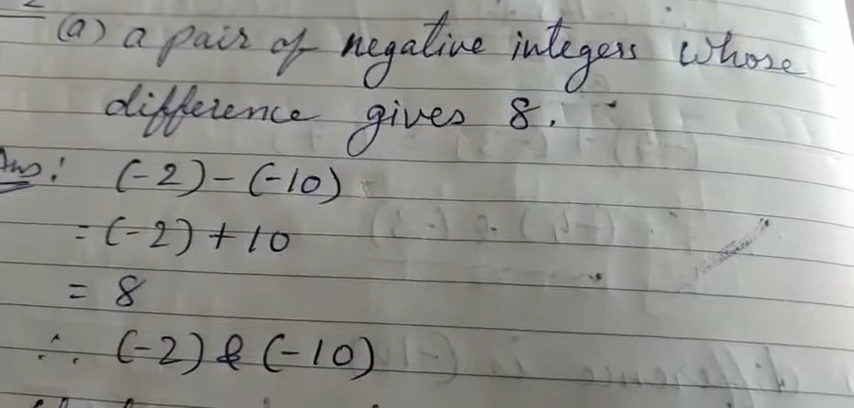 (a) a pair of negative integers whose
difference gives 8.
Ans: (-2)-(-10)
=(-2)+10
= 8
∴ (-2) & (-10)